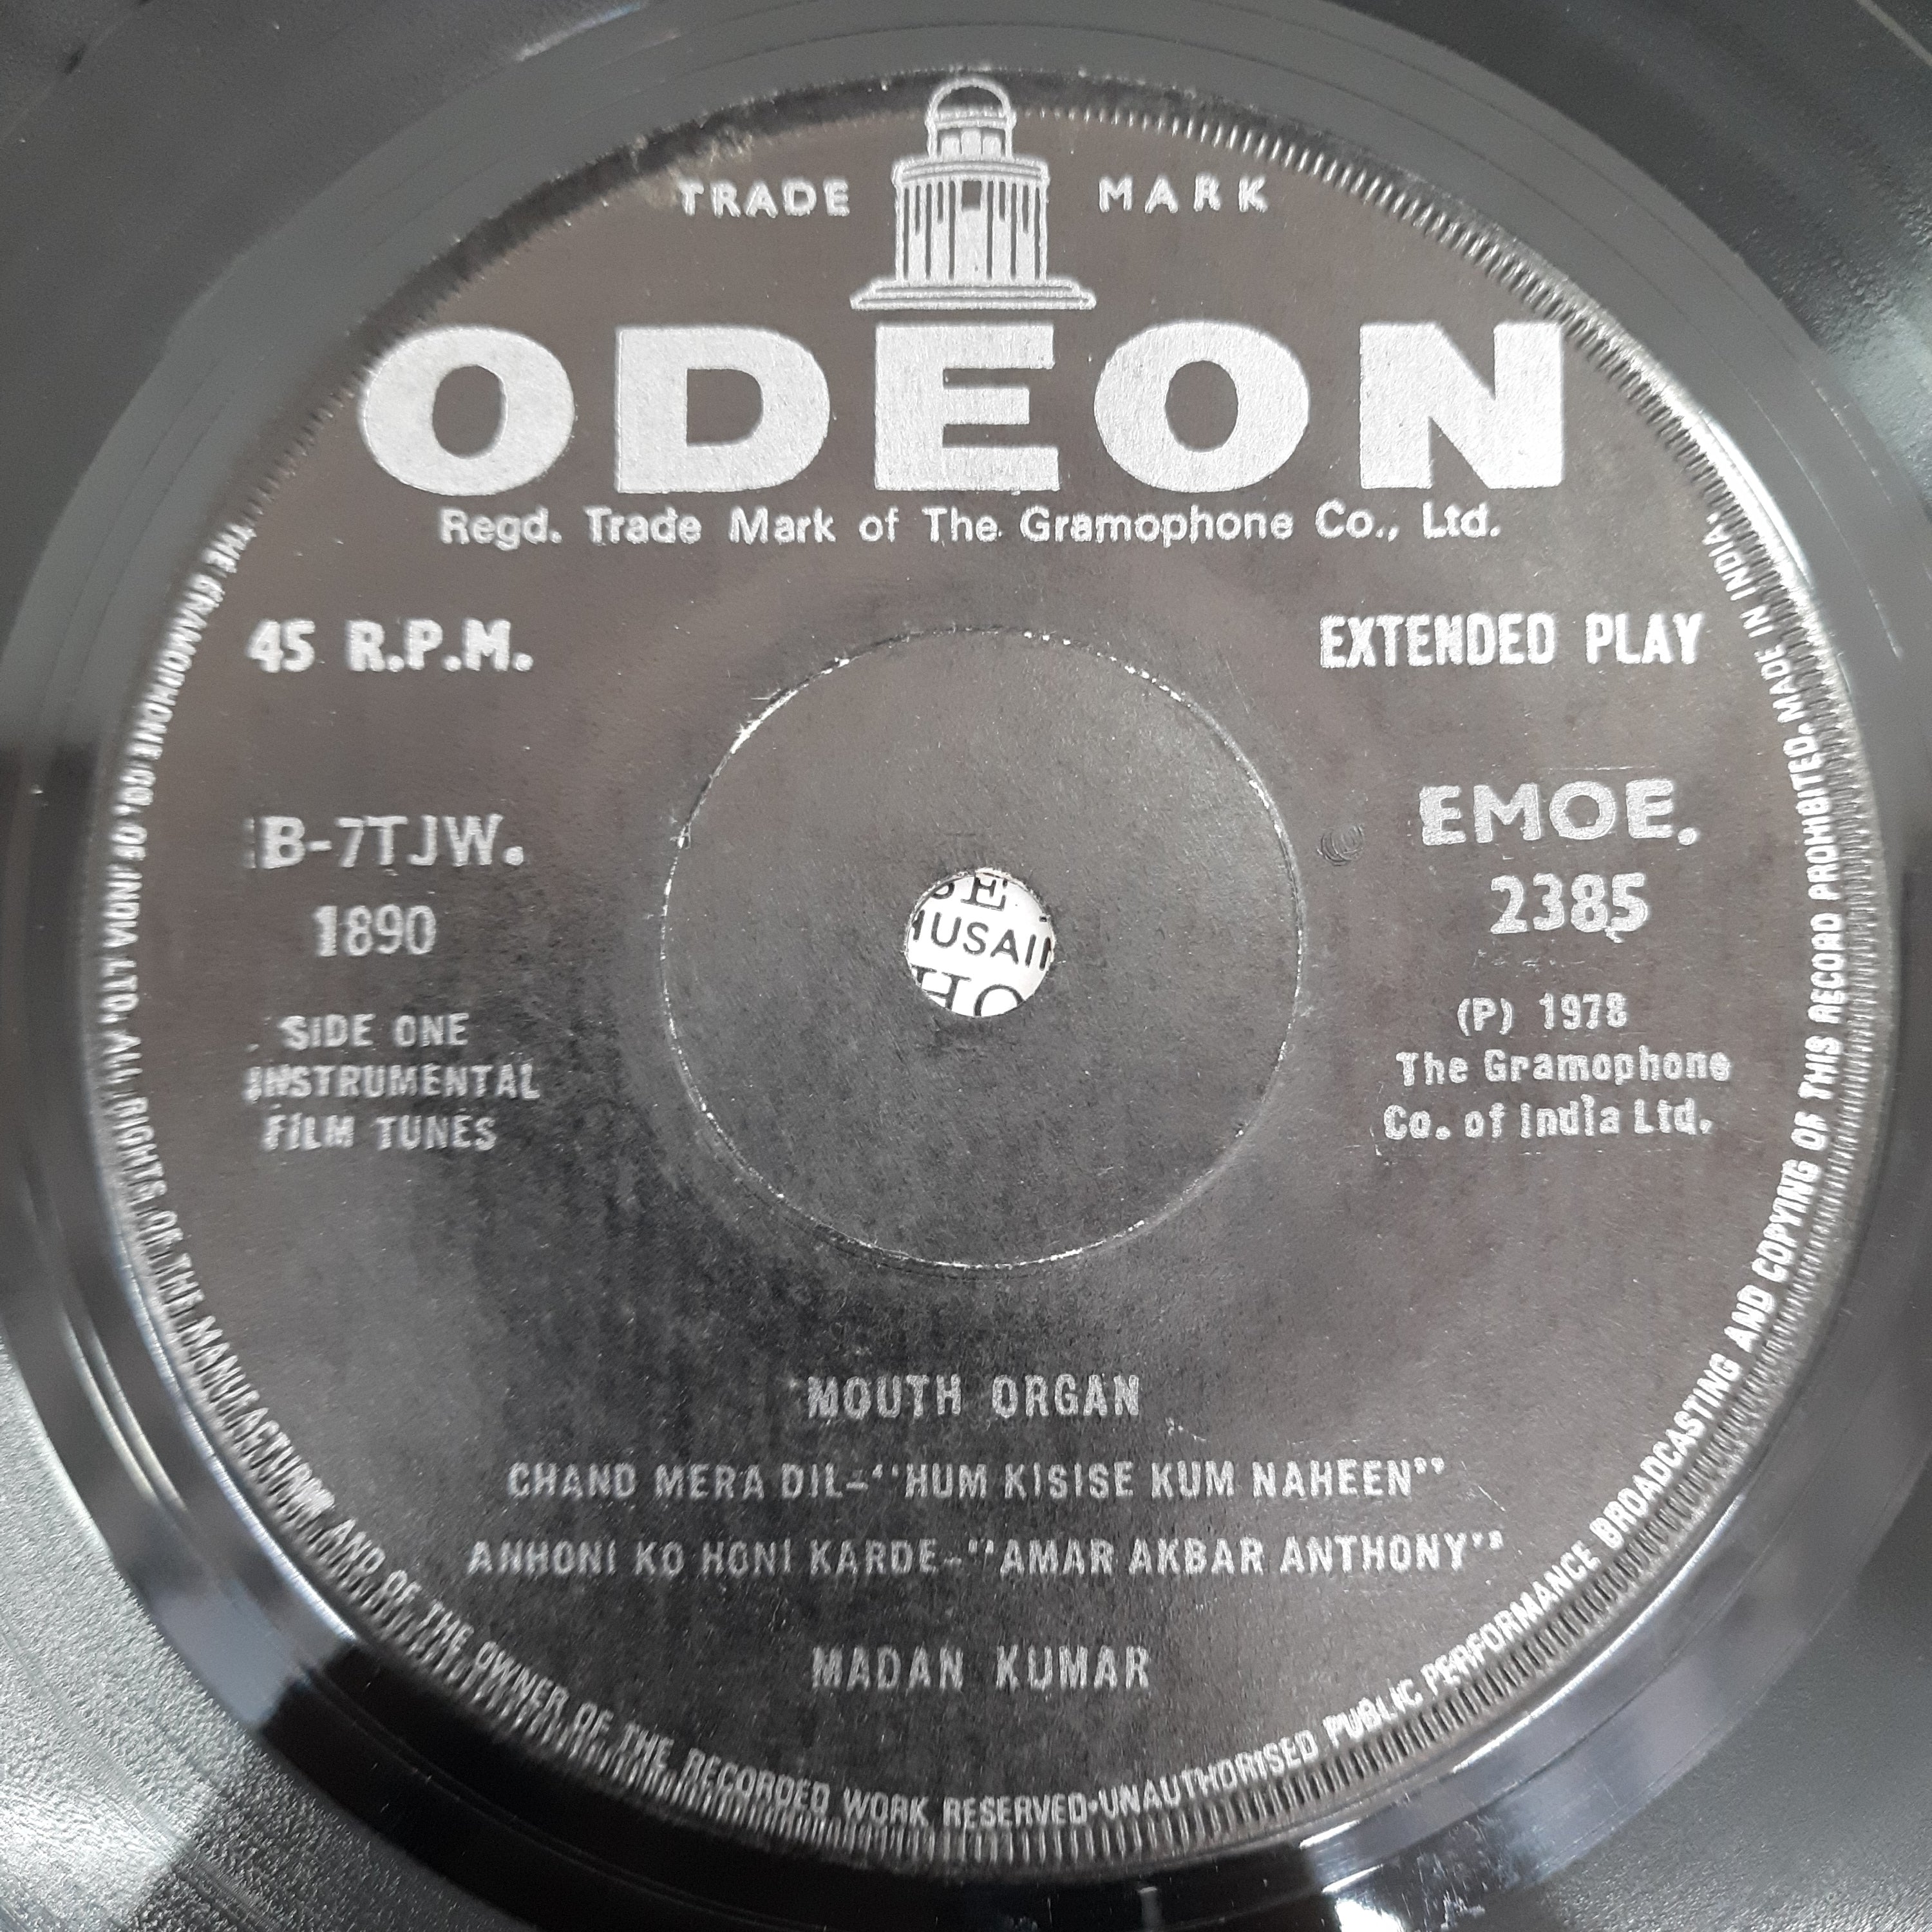 TRADE MARK
ODEON
Regd. Trade Mark of The Gramophone Co., Ltd.
45 R.P.M.
EXTENDED PLAY
B-7TJW.
1890
SIDE ONE
INSTRUMENTAL
FILM TUNES
EMOE.
2385
(P) 1978
The Gramophone
Co. of India Ltd.
HUSAIN
MOUTH ORGAN
CHAND MERA DIL-"HUM KISISE KUM NAHEEN"
ANHONI KO HONI KARDE-"AMAR AKBAR ANTHONY"
MADAN KUMAR
THE GRAMOPHONE CO. OF INDIA LTD. ALL RIGHTS OF THE MANUFACTURER AND OF THE OWNER OF THE RECORDED WORK RESERVED·UNAUTHORISED PUBLIC PERFORMANCE BROADCASTING AND COPYING OF THIS RECORD PROHIBITED. MADE IN INDIA.